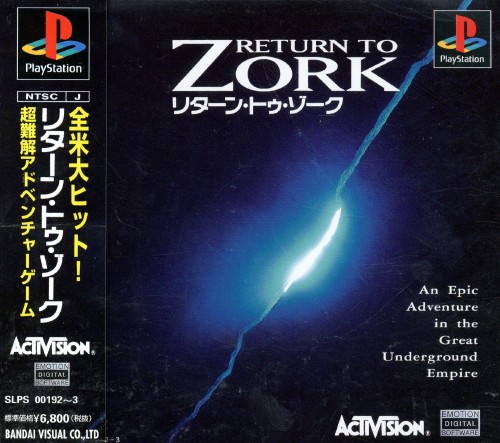 PlayStation
NTSC J
全米大ヒット!
リターン・トゥ・ゾーク
超難解アドベンチャーゲーム
ACTIVISION®
EMOTION
DIGITAL
SOFTWARE
SLPS 00192〜3
標準価格¥6,800(税抜)
BANDAI VISUAL CO.,LTD
RETURN TO
ZORK
リターン・トゥ・ゾーク
PlayStation
An Epic
Adventure
in the
Great
Underground
Empire
ACTIVISION®
EMOTION
DIGITAL
SOFTWARE